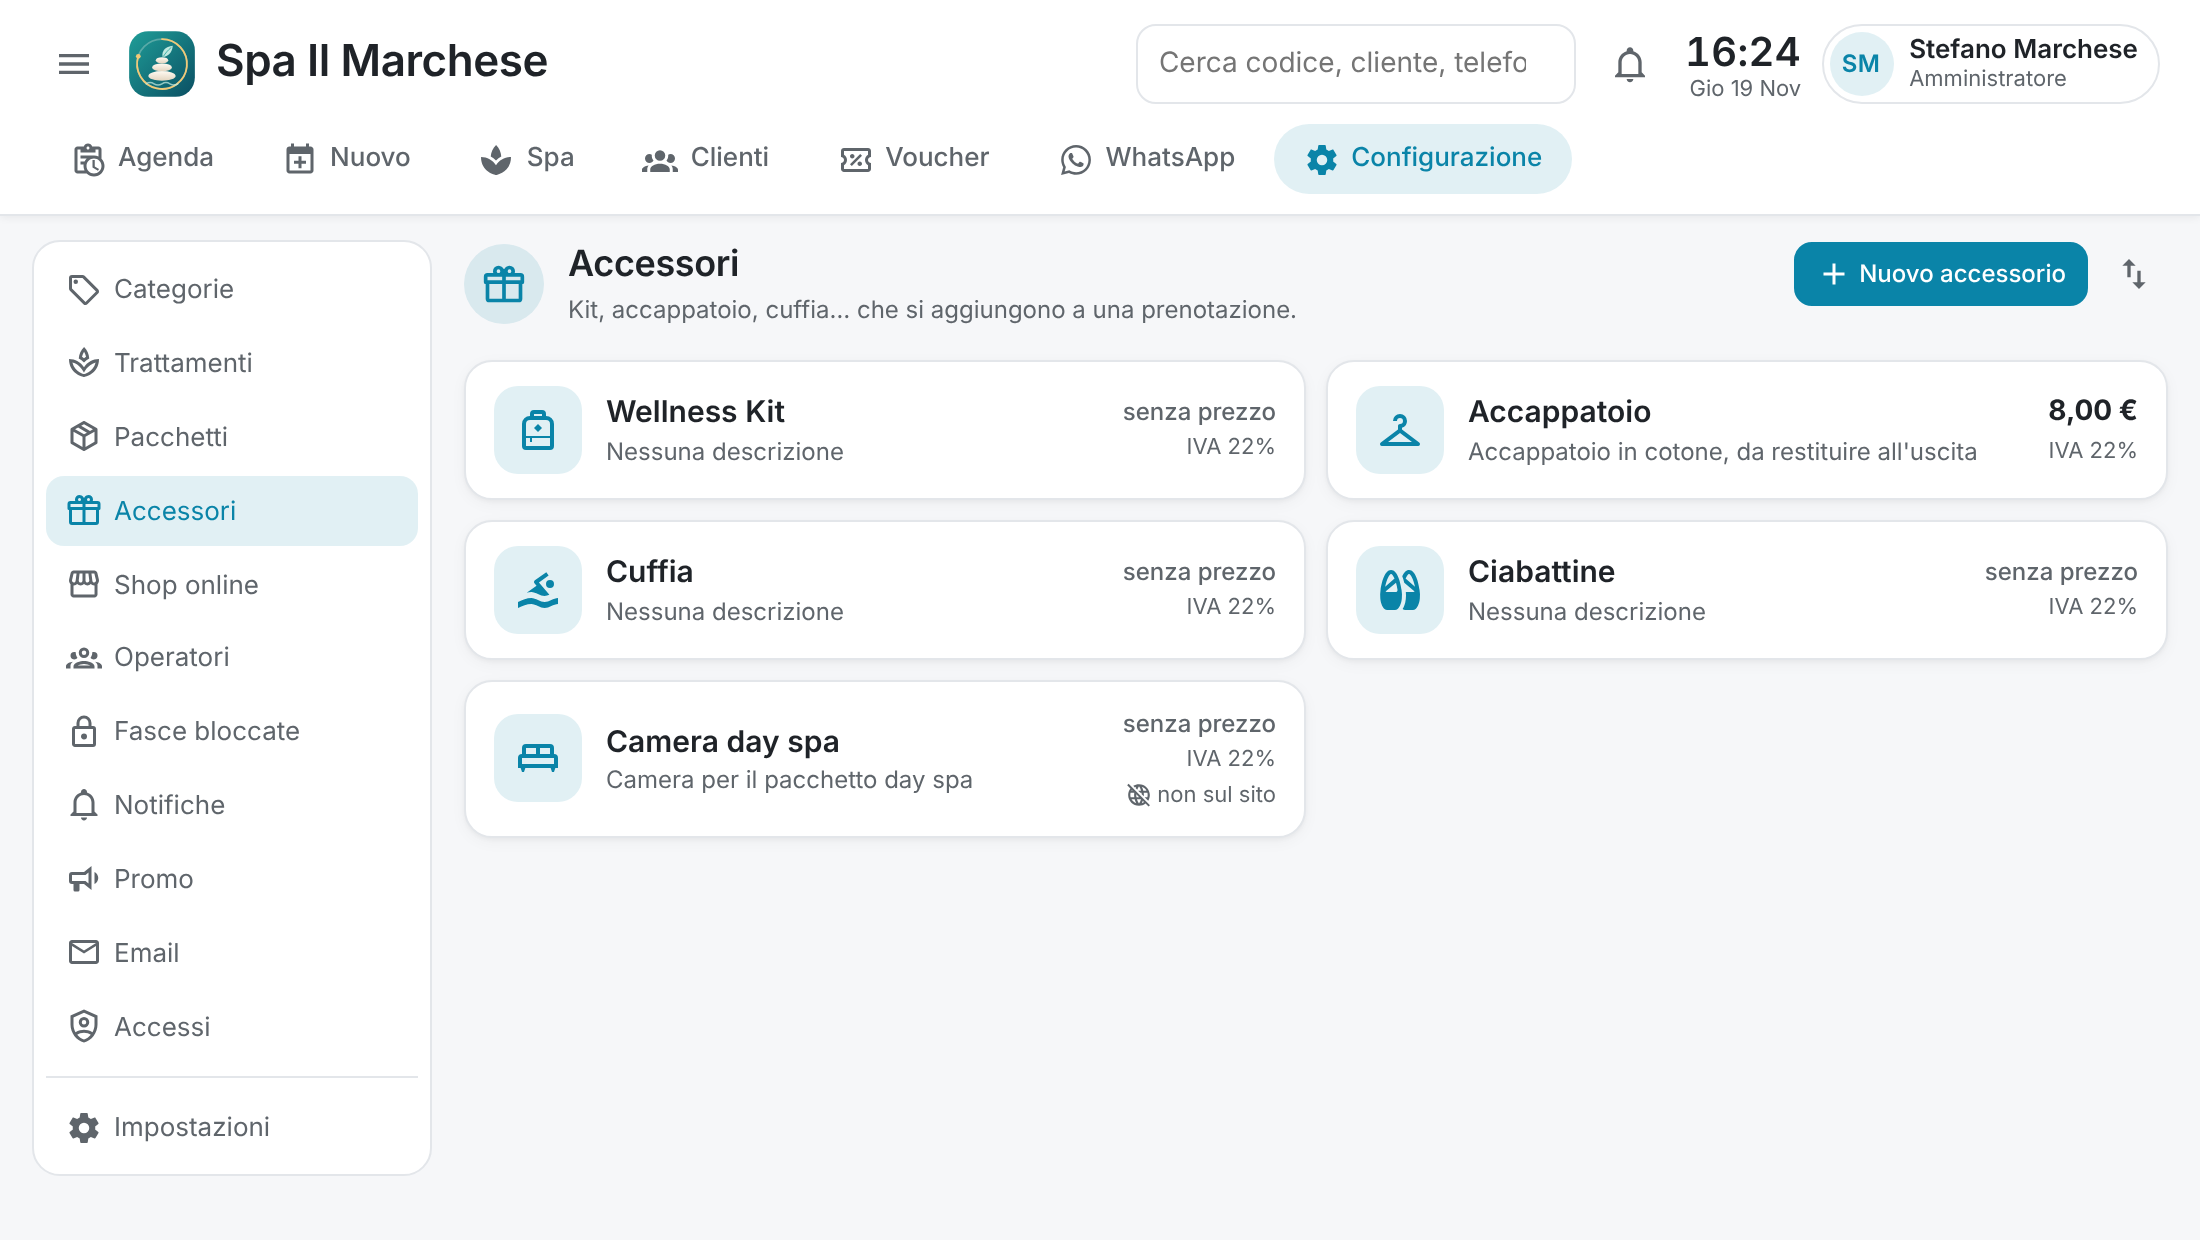 Spa Il Marchese
Cerca codice, cliente, telefo
16:24
Gio 19 Nov
SM
Stefano Marchese
Amministratore
Agenda
Nuovo
Spa
Clienti
Voucher
WhatsApp
Configurazione
Categorie
Trattamenti
Pacchetti
Accessori
Shop online
Operatori
Fasce bloccate
Notifiche
Promo
Email
Accessi
Impostazioni
Accessori
Kit, accappatoio, cuffia... che si aggiungono a una prenotazione.
Nuovo accessorio
Wellness Kit
Nessuna descrizione
senza prezzo
IVA 22%
Accappatoio
Accappatoio in cotone, da restituire all'uscita
8,00 €
IVA 22%
Cuffia
Nessuna descrizione
senza prezzo
IVA 22%
Ciabattine
Nessuna descrizione
senza prezzo
IVA 22%
Camera day spa
Camera per il pacchetto day spa
senza prezzo
IVA 22%
non sul sito